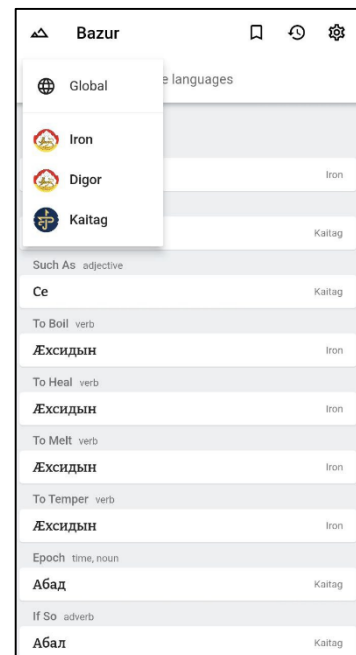 Bazur
Global
e languages
Iron
Digor
Kaitag
Iron
Kaitag
Such As adjective
Се Kaitag
To Boil verb
Æхсидын Iron
To Heal verb
Æхсидын Iron
To Melt verb
Æхсидын Iron
To Temper verb
Æхсидын Iron
Epoch time, noun
Абад Kaitag
If So adverb
Абал Kaitag